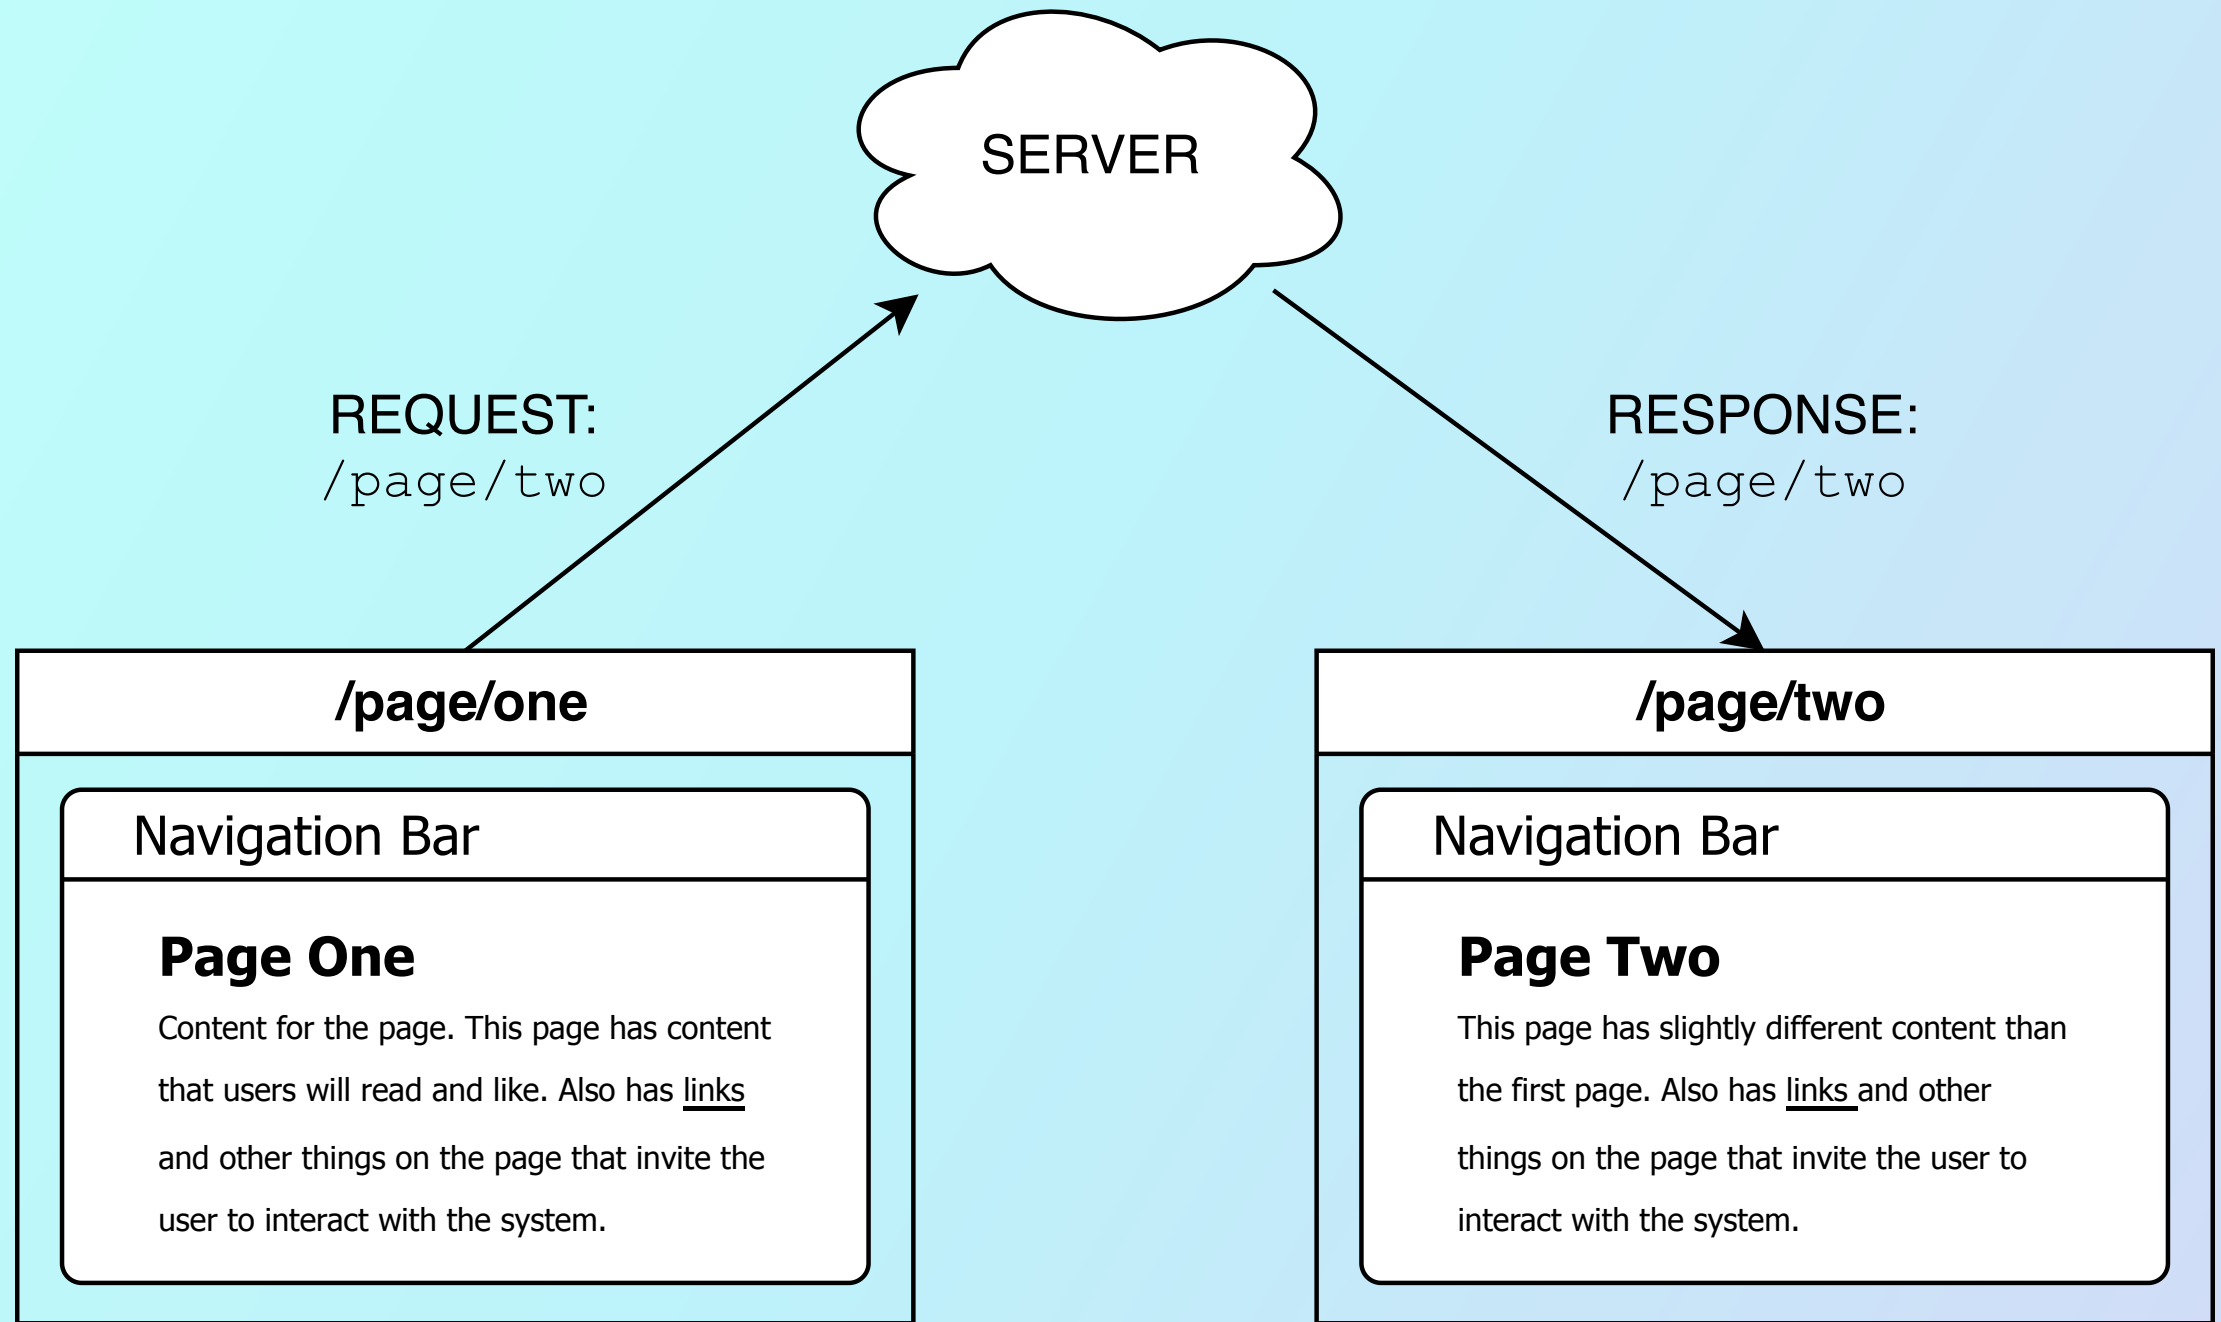 SERVER
REQUEST:
/page/two
RESPONSE:
/page/two
/page/one
Navigation Bar
Page One
Content for the page. This page has content
that users will read and like. Also has links
and other things on the page that invite the
user to interact with the system.
/page/two
Navigation Bar
Page Two
This page has slightly different content than
the first page. Also has links and other
things on the page that invite the user to
interact with the system.